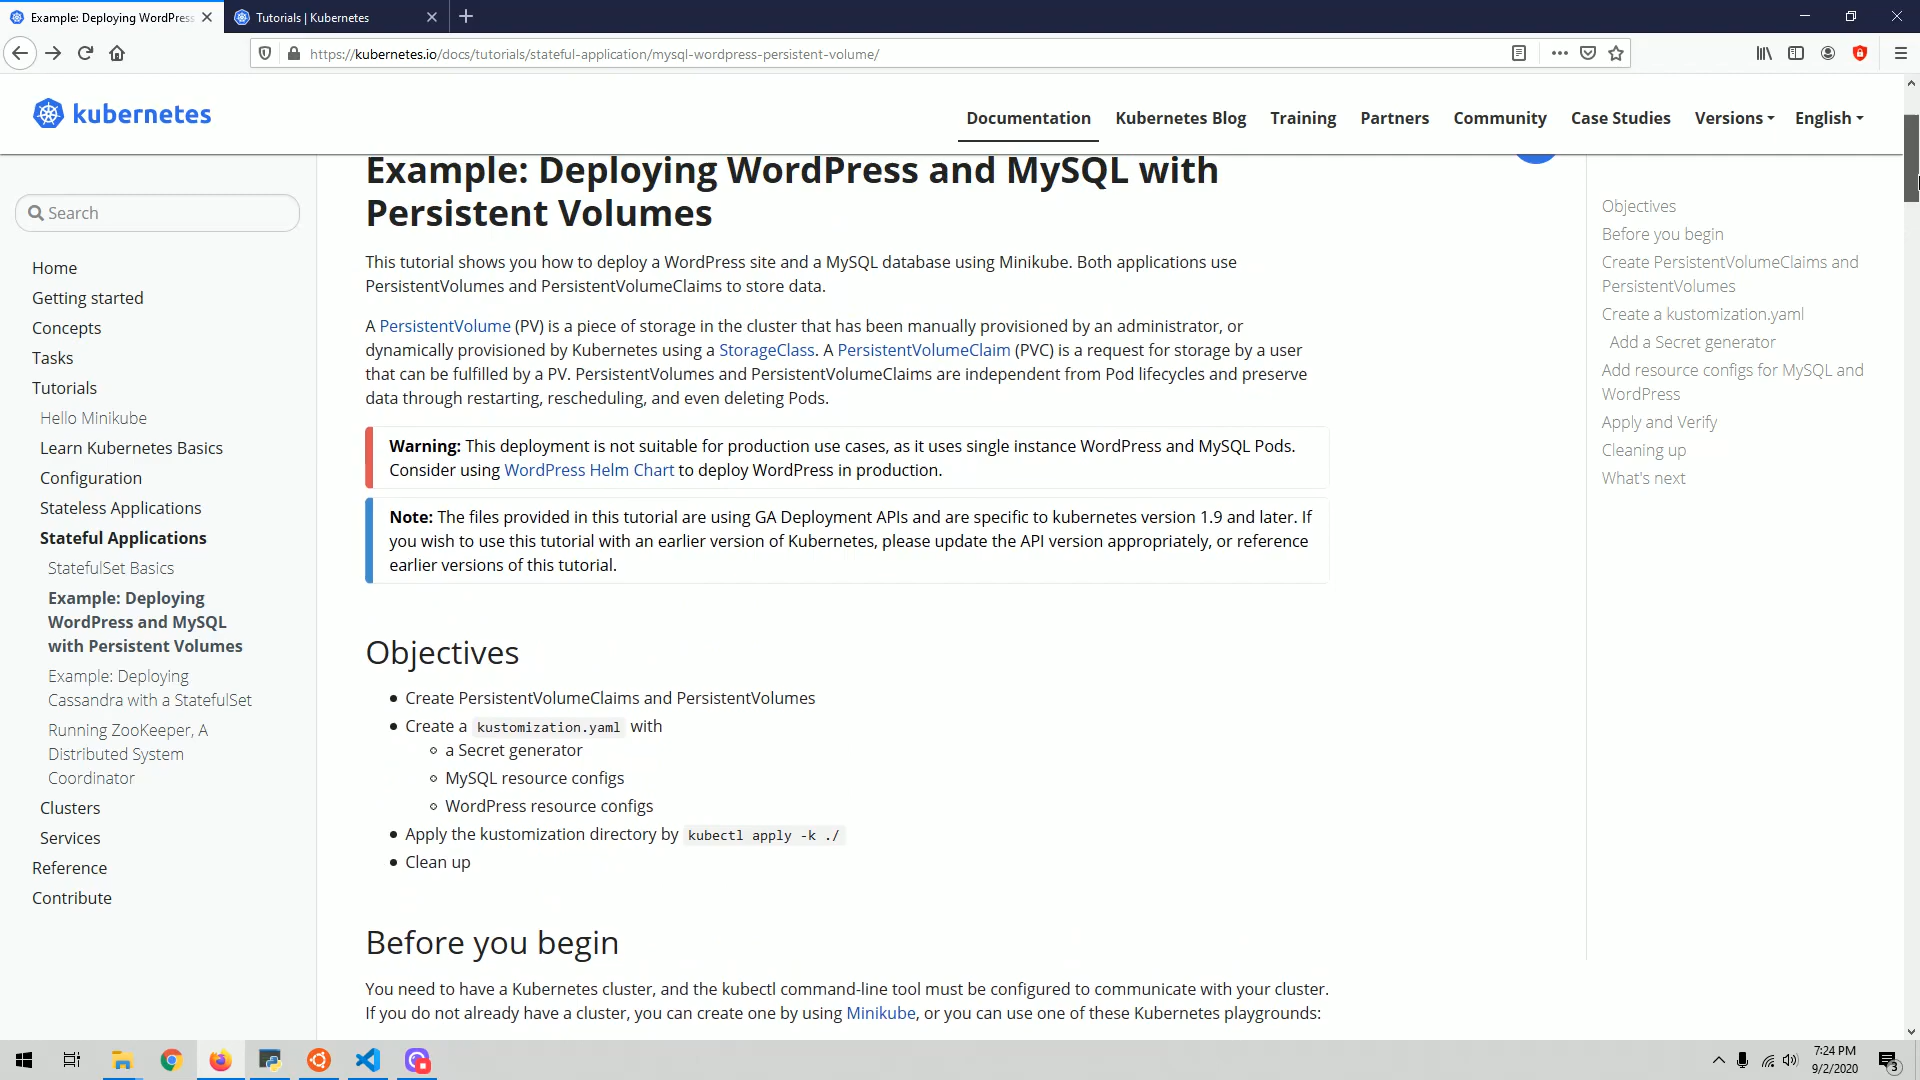 Example: Deploying WordPress
Tutorials | Kubernetes
https://kubernetes.io/docs/tutorials/stateful-application/mysql-wordpress-persistent-volume/
kubernetes
Documentation
Kubernetes Blog
Training
Partners
Community
Case Studies
Versions
English
Search
Home
Getting started
Concepts
Tasks
Tutorials
Hello Minikube
Learn Kubernetes Basics
Configuration
Stateless Applications
Stateful Applications
StatefulSet Basics
Example: Deploying
WordPress and MySQL
with Persistent Volumes
Example: Deploying
Cassandra with a StatefulSet
Running ZooKeeper, A
Distributed System
Coordinator
Clusters
Services
Reference
Contribute
Example: Deploying WordPress and MySQL with
Persistent Volumes
This tutorial shows you how to deploy a WordPress site and a MySQL database using Minikube. Both applications use
PersistentVolumes and PersistentVolumeClaims to store data.
A PersistentVolume (PV) is a piece of storage in the cluster that has been manually provisioned by an administrator, or
dynamically provisioned by Kubernetes using a StorageClass. A PersistentVolumeClaim (PVC) is a request for storage by a user
that can be fulfilled by a PV. PersistentVolumes and PersistentVolumeClaims are independent from Pod lifecycles and preserve
data through restarting, rescheduling, and even deleting Pods.
Warning: This deployment is not suitable for production use cases, as it uses single instance WordPress and MySQL Pods.
Consider using WordPress Helm Chart to deploy WordPress in production.
Note: The files provided in this tutorial are using GA Deployment APIs and are specific to kubernetes version 1.9 and later. If
you wish to use this tutorial with an earlier version of Kubernetes, please update the API version appropriately, or reference
earlier versions of this tutorial.
Objectives
Create PersistentVolumeClaims and PersistentVolumes
Create a kustomization.yaml with
a Secret generator
MySQL resource configs
WordPress resource configs
Apply the kustomization directory by kubectl apply -k ./
Clean up
Before you begin
You need to have a Kubernetes cluster, and the kubectl command-line tool must be configured to communicate with your cluster.
If you do not already have a cluster, you can create one by using Minikube, or you can use one of these Kubernetes playgrounds:
Objectives
Before you begin
Create PersistentVolumeClaims and
PersistentVolumes
Create a kustomization.yaml
Add a Secret generator
Add resource configs for MySQL and
WordPress
Apply and Verify
Cleaning up
What's next
7:24 PM
9/2/2020
3